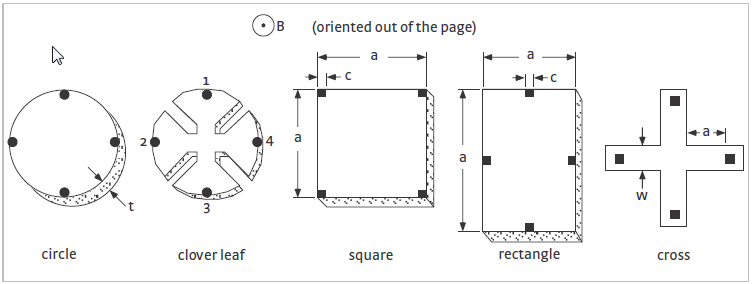 B (oriented out of the page)
a
c
a
t
1
2
4
3
a
c
a
a
w
circle
clover leaf
square
rectangle
cross